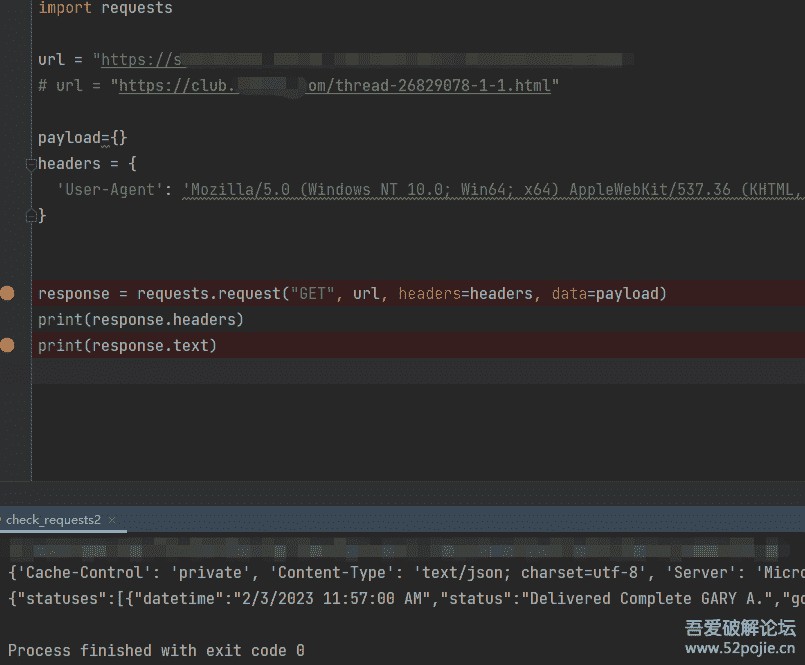 import requests
url = "https://s
# url = "https://club. om/thread-26829078-1-1.html"
payload={}
headers = {
'User-Agent': 'Mozilla/5.0 (Windows NT 10.0; Win64; x64) AppleWebKit/537.36 (KHTML,
}
response = requests.request("GET", url, headers=headers, data=payload)
print(response.headers)
print(response.text)
check_requests2 ×
{'Cache-Control': 'private', 'Content-Type': 'text/json; charset=utf-8', 'Server': 'Micro
{"statuses":[{"datetime":"2/3/2023 11:57:00 AM","status":"Delivered Complete GARY A.","go
吾爱破解论坛
Process finished with exit code 0
www.52pojie.cn